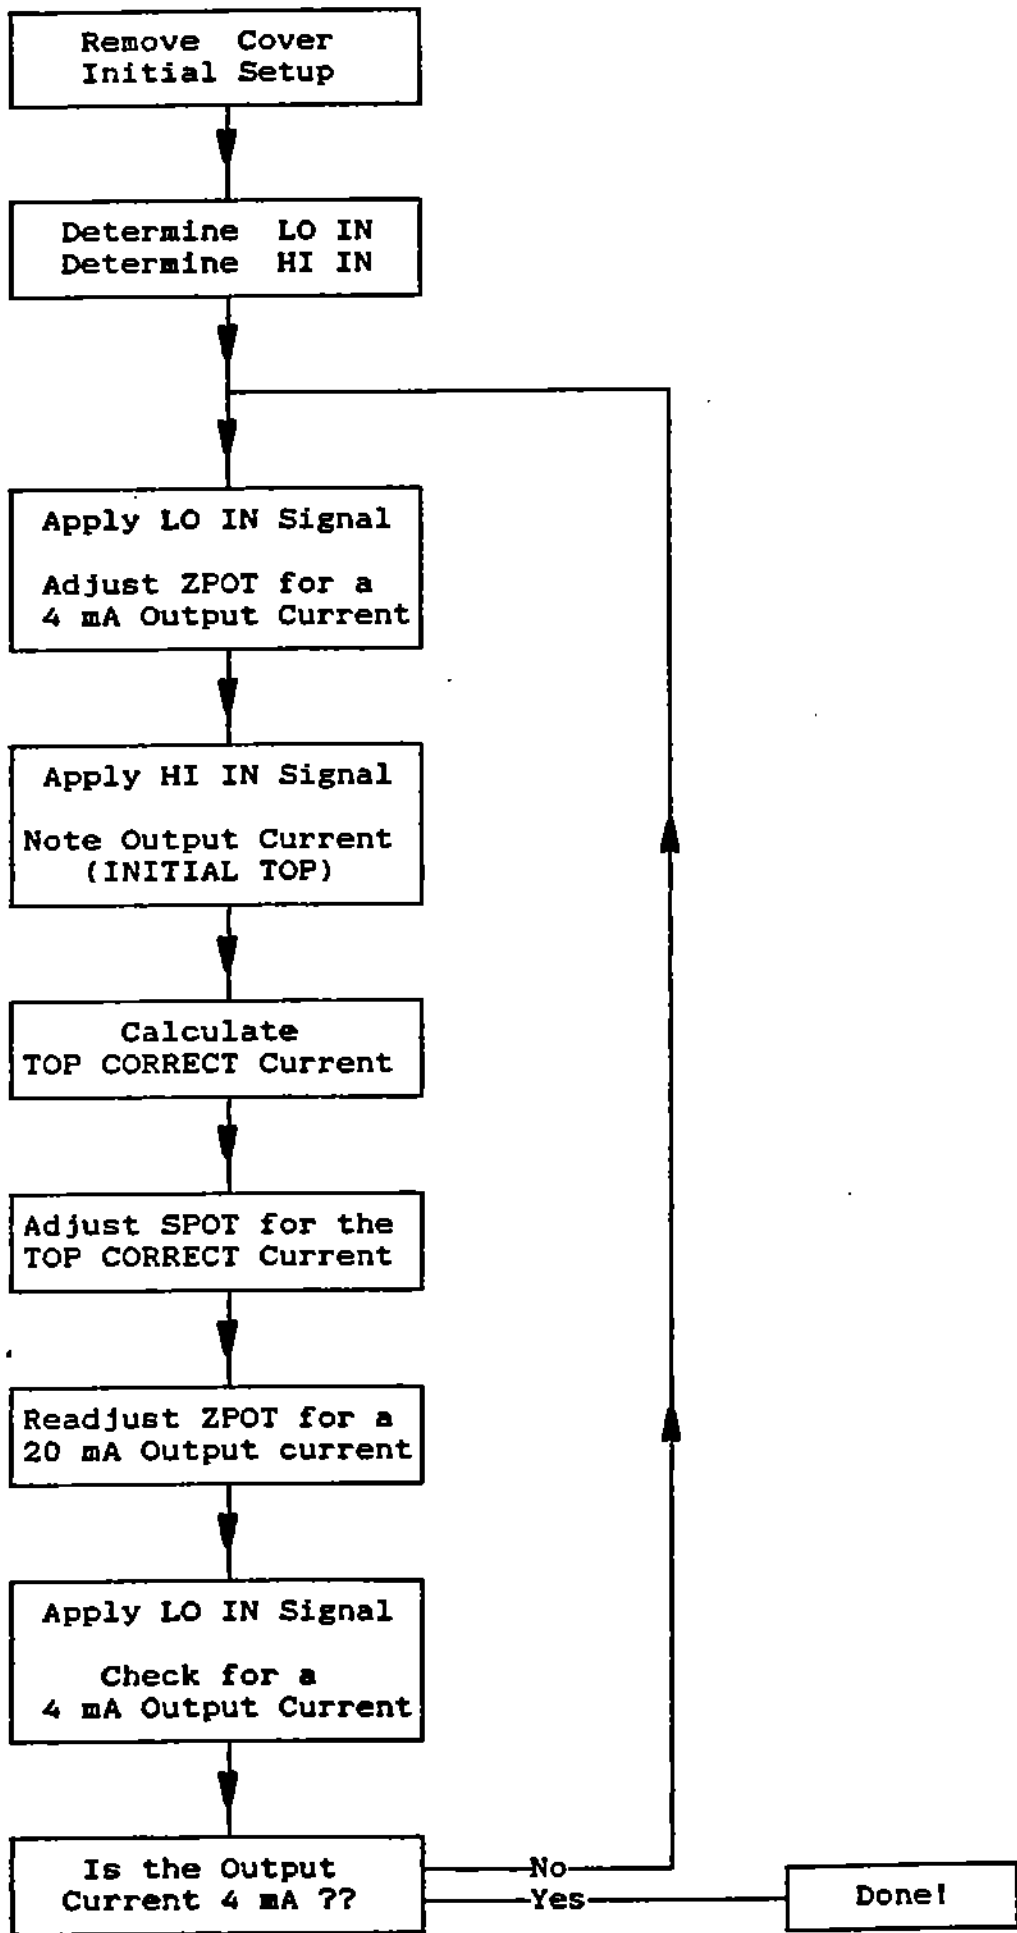 Remove Cover
Initial Setup
Determine LO IN
Determine HI IN
Apply LO IN Signal
Adjust ZPOT for a
4 mA Output Current
Apply HI IN Signal
Note Output Current
(INITIAL TOP)
Calculate
TOP CORRECT Current
Adjust SPOT for the
TOP CORRECT Current
Readjust ZPOT for a
20 mA Output current
Apply LO IN Signal
Check for a
4 mA Output Current
Is the Output
Current 4 mA ??
No
Yes
Done!